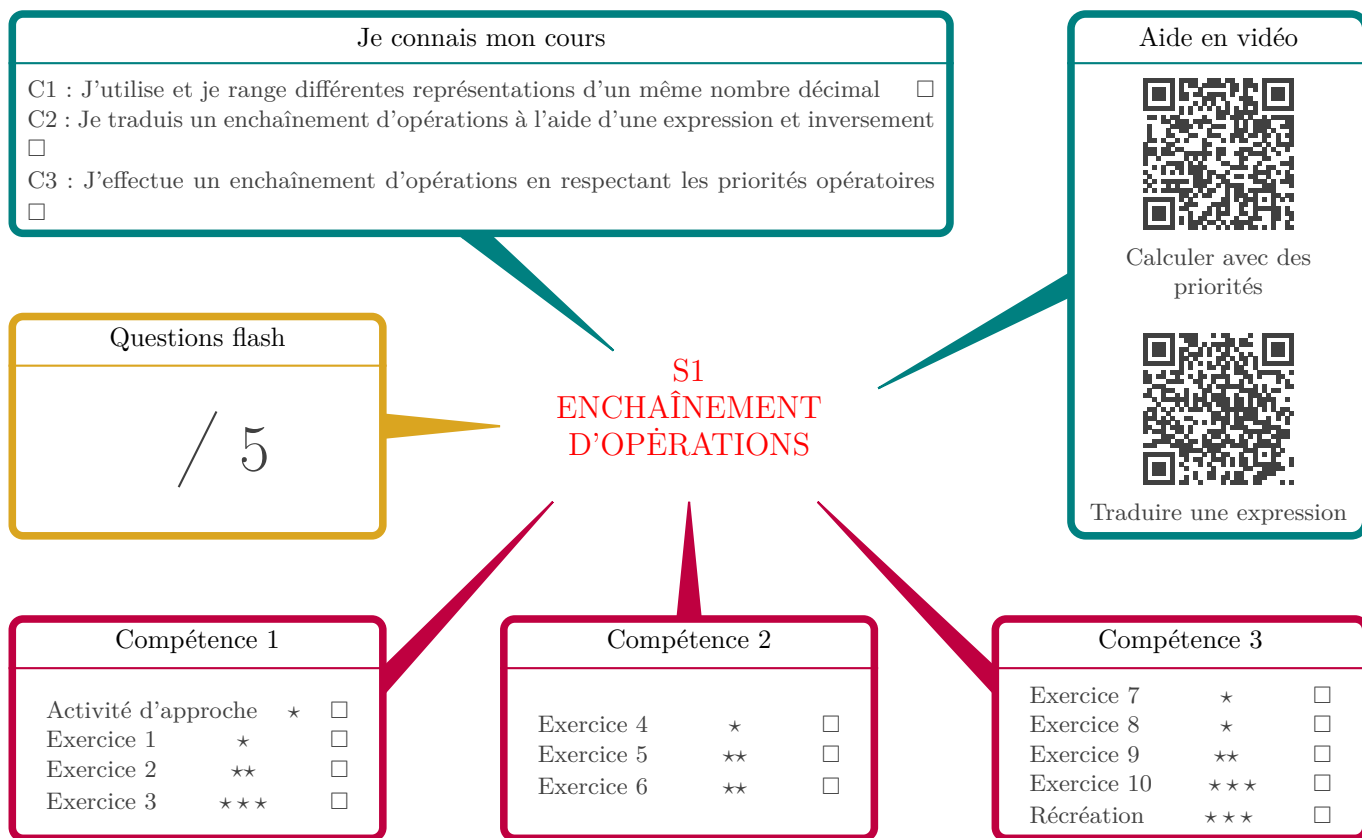 Je connais mon cours
C1 : J'utilise et je range différentes représentations d'un même nombre décimal □
C2 : Je traduis un enchaînement d'opérations à l'aide d'une expression et inversement
□
C3 : J'effectue un enchaînement d'opérations en respectant les priorités opératoires
□
Aide en vidéo
Calculer avec des
priorités
Traduire une expression
Questions flash
/ 5
S1
ENCHAÎNEMENT
D'OPÉRATIONS
Compétence 1
Activité d'approche ⋆ □
Exercice 1 ⋆ □
Exercice 2 ⋆⋆ □
Exercice 3 ⋆⋆⋆ □
Compétence 2
Exercice 4 ⋆ □
Exercice 5 ⋆⋆ □
Exercice 6 ⋆⋆ □
Compétence 3
Exercice 7 ⋆ □
Exercice 8 ⋆ □
Exercice 9 ⋆⋆ □
Exercice 10 ⋆⋆⋆ □
Récréation ⋆⋆⋆ □